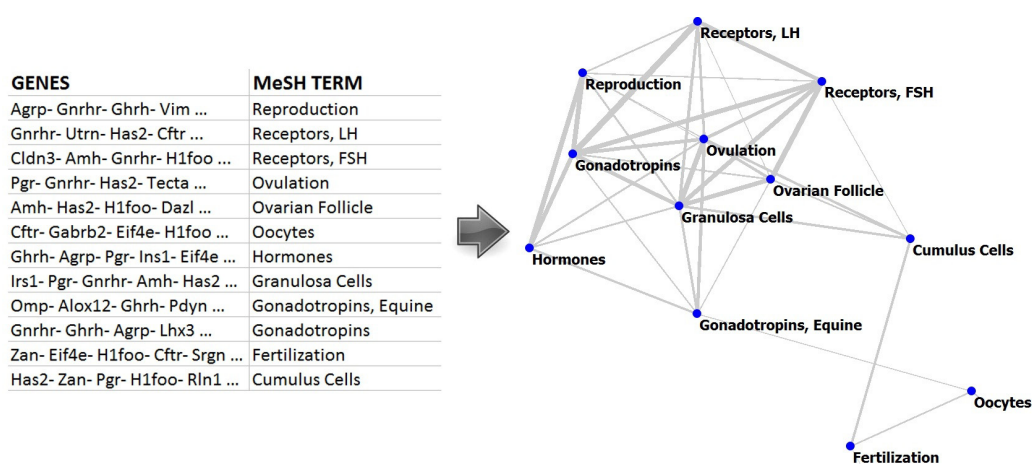 GENES MeSH TERM
Agrp- Gnrhr- Ghrh- Vim ... Reproduction
Gnrhr- Utrn- Has2- Cftr ... Receptors, LH
Cldn3- Amh- Gnrhr- H1foo ... Receptors, FSH
Pgr- Gnrhr- Has2- Tecta ... Ovulation
Amh- Has2- H1foo- Dazl ... Ovarian Follicle
Cftr- Gabrb2- Eif4e- H1foo ... Oocytes
Ghrh- Agrp- Pgr- Ins1- Eif4e ... Hormones
Irs1- Pgr- Gnrhr- Amh- Has2 ... Granulosa Cells
Omp- Alox12- Ghrh- Pdyn ... Gonadotropins, Equine
Gnrhr- Ghrh- Agrp- Lhx3 ... Gonadotropins
Zan- Eif4e- H1foo- Cftr- Srgn ... Fertilization
Has2- Zan- Pgr- H1foo- Rln1 ... Cumulus Cells
Receptors, LH
Reproduction
Receptors, FSH
Ovulation
Gonadotropins
Ovarian Follicle
Granulosa Cells
Hormones
Cumulus Cells
Gonadotropins, Equine
Oocytes
Fertilization